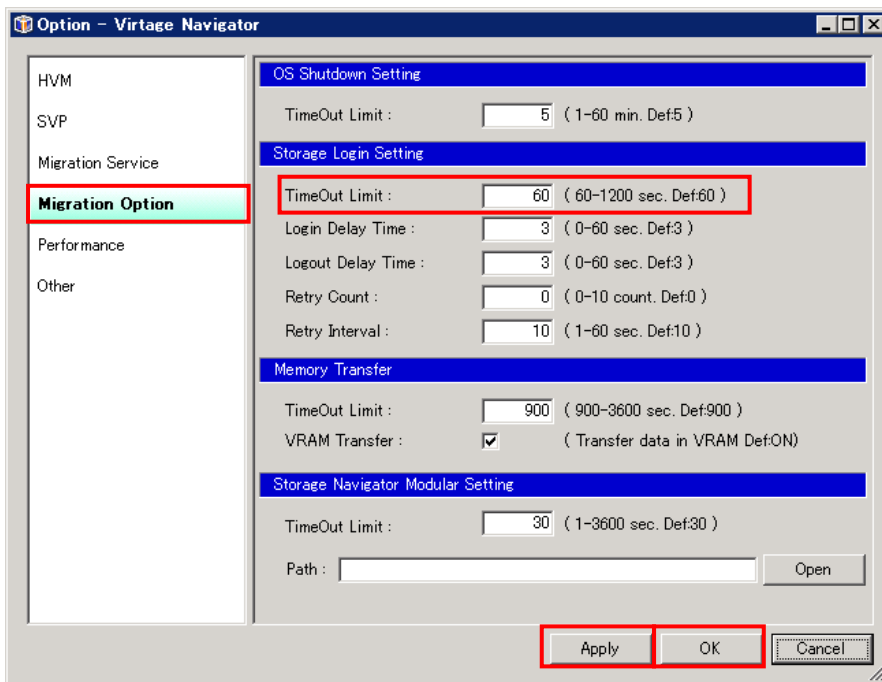 Option - Virtage Navigator
HVM
SVP
Migration Service
Migration Option
Performance
Other
OS Shutdown Setting
TimeOut Limit : 5 ( 1-60 min. Def:5 )
Storage Login Setting
TimeOut Limit : 60 ( 60-1200 sec. Def:60 )
Login Delay Time : 3 ( 0-60 sec. Def:3 )
Logout Delay Time : 3 ( 0-60 sec. Def:3 )
Retry Count : 0 ( 0-10 count. Def:0 )
Retry Interval : 10 ( 1-60 sec. Def:10 )
Memory Transfer
TimeOut Limit : 900 ( 900-3600 sec. Def:900 )
VRAM Transfer : ( Transfer data in VRAM Def:ON)
Storage Navigator Modular Setting
TimeOut Limit : 30 ( 1-3600 sec. Def:30 )
Path : Open
Apply OK Cancel